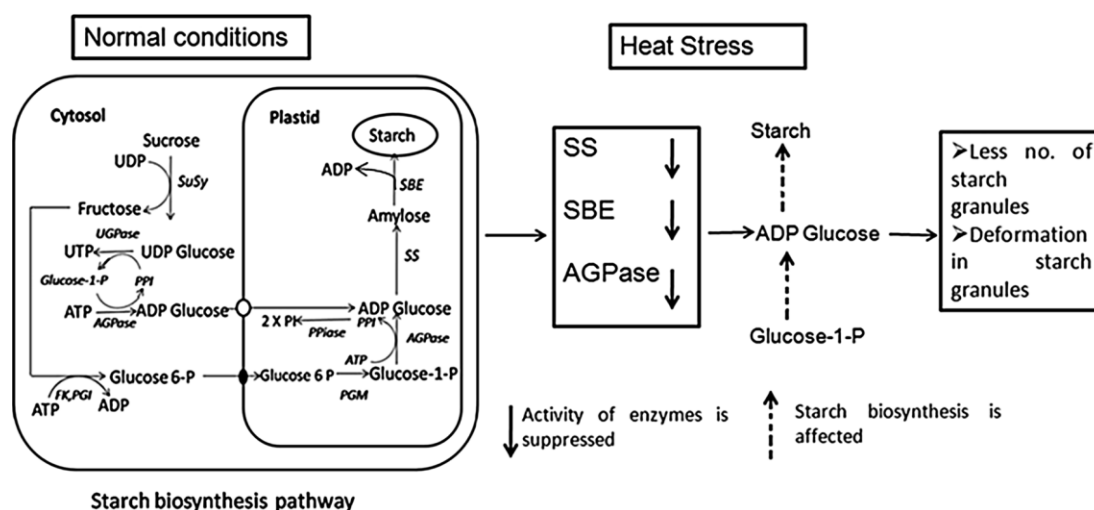 Normal conditions
Heat Stress
Cytosol
Plastid
Sucrose
UDP
SuSy
Fructose
UGPase
UTP UDP Glucose
Glucose-1-P PPI
ATP ADP Glucose
AGPase
Glucose 6-P
FK,PGI
ATP ADP
Starch
ADP
SBE
Amylose
SS
ADP Glucose
2 X Pi PPI
PPiase
AGPase
ATP
Glucose 6 P Glucose-1-P
PGM
Starch biosynthesis pathway
SS
SBE
AGPase
Starch
ADP Glucose
Glucose-1-P
➢Less no. of
starch
granules
➢Deformation
in starch
granules
Activity of enzymes is
suppressed
Starch biosynthesis is
affected